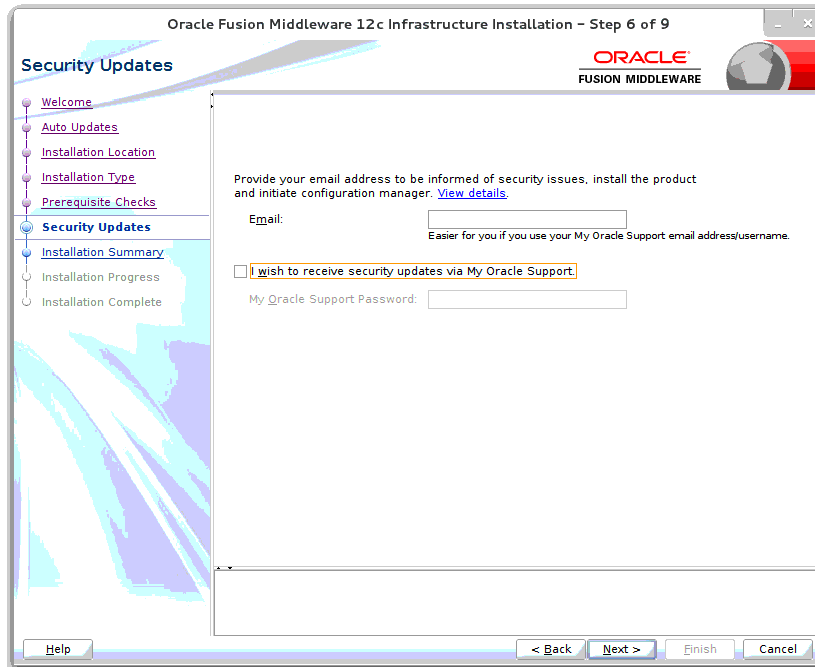 Oracle Fusion Middleware 12c Infrastructure Installation - Step 6 of 9
Security Updates
ORACLE
FUSION MIDDLEWARE
Welcome
Auto Updates
Installation Location
Installation Type
Prerequisite Checks
Security Updates
Installation Summary
Installation Progress
Installation Complete
Provide your email address to be informed of security issues, install the product
and initiate configuration manager. View details.
Email:
Easier for you if you use your My Oracle Support email address/username.
I wish to receive security updates via My Oracle Support.
My Oracle Support Password:
Help
< Back
Next >
Finish
Cancel